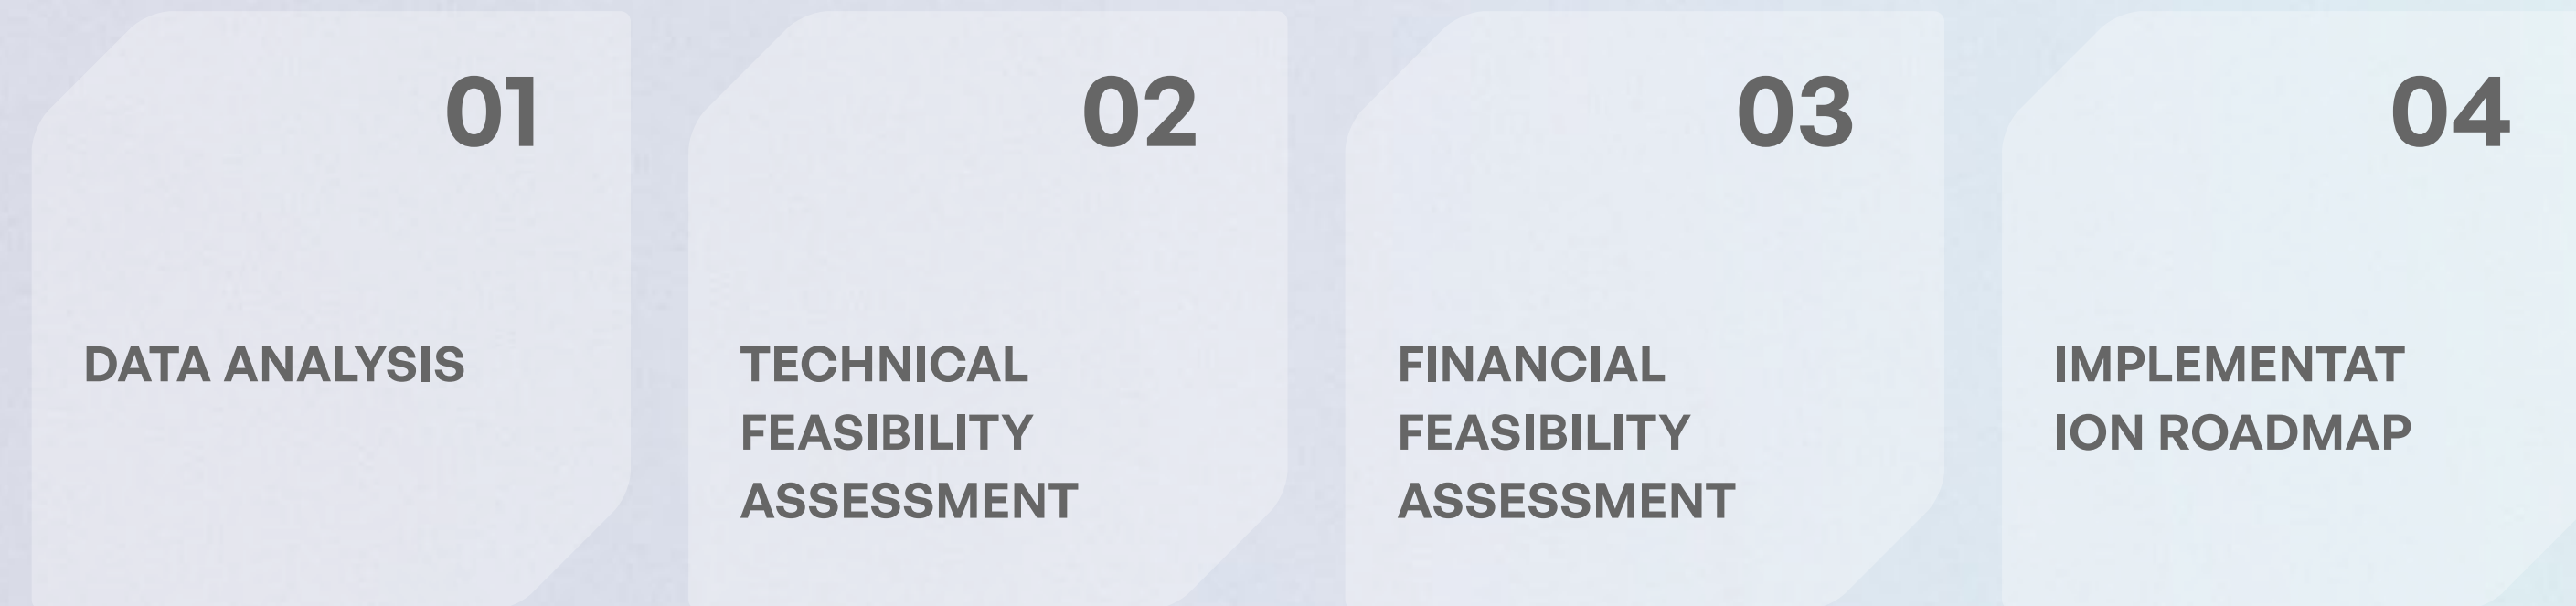 01
DATA ANALYSIS
02
TECHNICAL
FEASIBILITY
ASSESSMENT
03
FINANCIAL
FEASIBILITY
ASSESSMENT
04
IMPLEMENTAT
ION ROADMAP